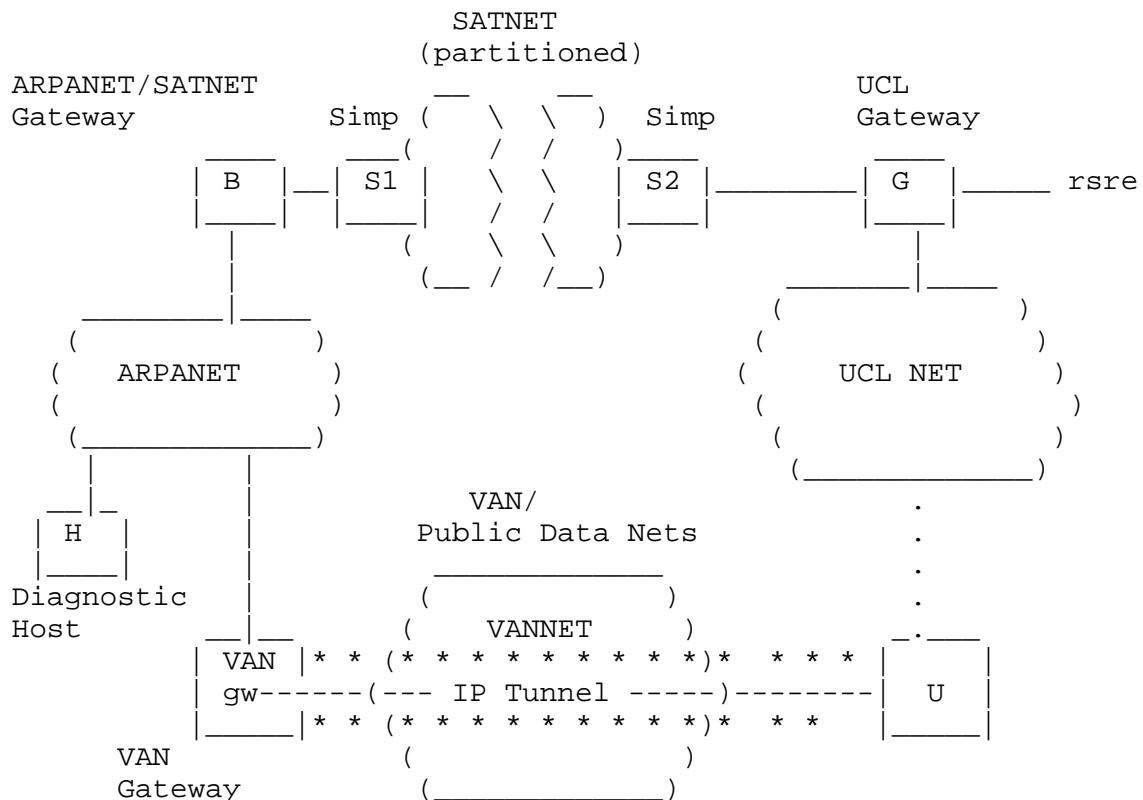 SATNET
(partitioned)
ARPANET/SATNET UCL
Gateway Simp Simp Gateway
B S1 S2 G rsre
ARPANET UCL NET
VAN/
H Public Data Nets
Diagnostic
Host VANNET
VAN
gw IP Tunnel U
VAN
Gateway